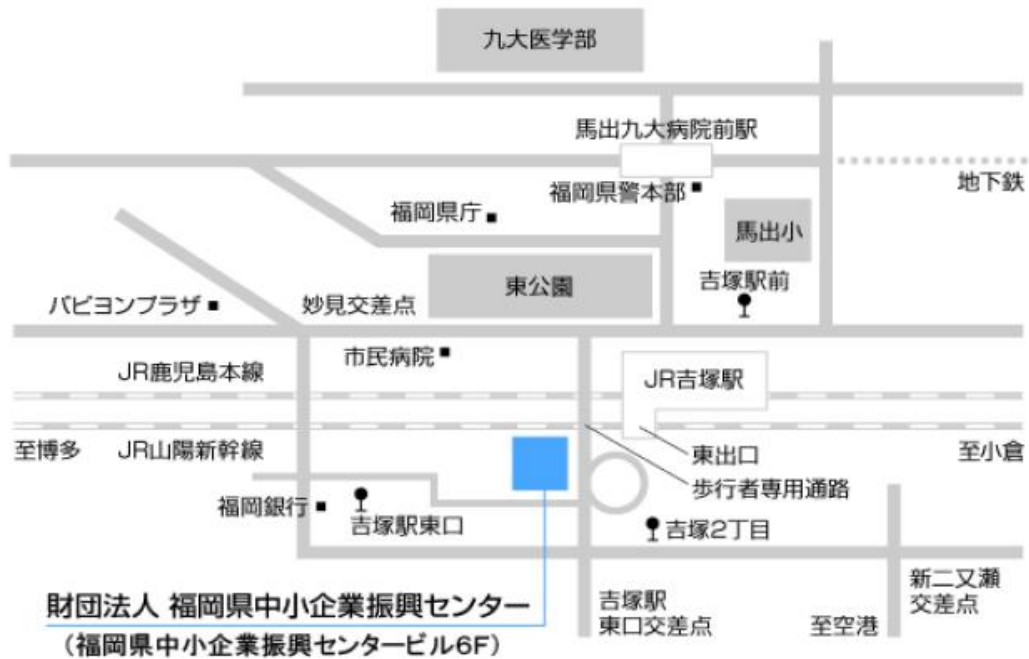 九大医学部
馬出九大病院前駅
地下鉄
福岡県警本部
福岡県庁
馬出小
吉塚駅前
東公園
パピヨンプラザ
妙見交差点
市民病院
JR鹿児島本線
JR吉塚駅
至博多
JR山陽新幹線
東出口
至小倉
歩行者専用通路
福岡銀行
吉塚駅東口
吉塚2丁目
新二又瀬
交差点
吉塚駅
東口交差点
至空港
財団法人 福岡県中小企業振興センター
（福岡県中小企業振興センタービル6F）